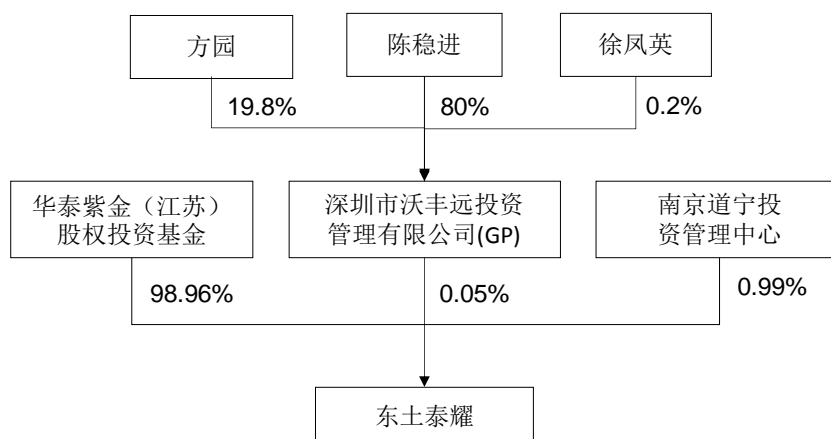 方园
陈稳进
徐凤英
19.8%
80%
0.2%
华泰紫金（江苏）
股权投资基金
深圳市沃丰远投资
管理有限公司(GP)
南京道宁投
资管理中心
98.96%
0.05%
0.99%
东土泰耀